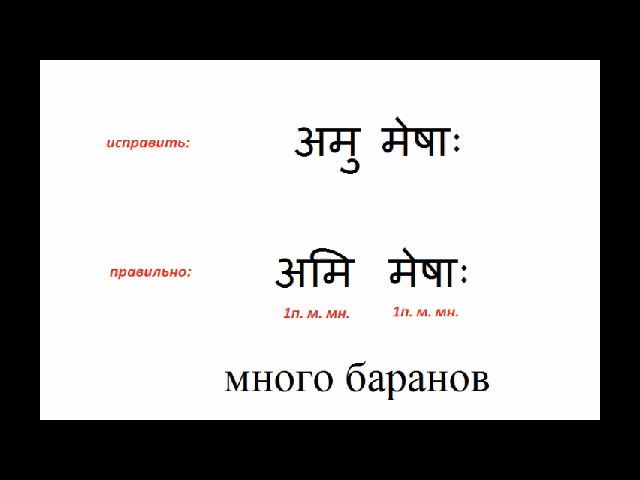 исправить: अमु मेषाः
правильно: अमि मेषाः
1п. м. мн. 1п. м. мн.
много баранов